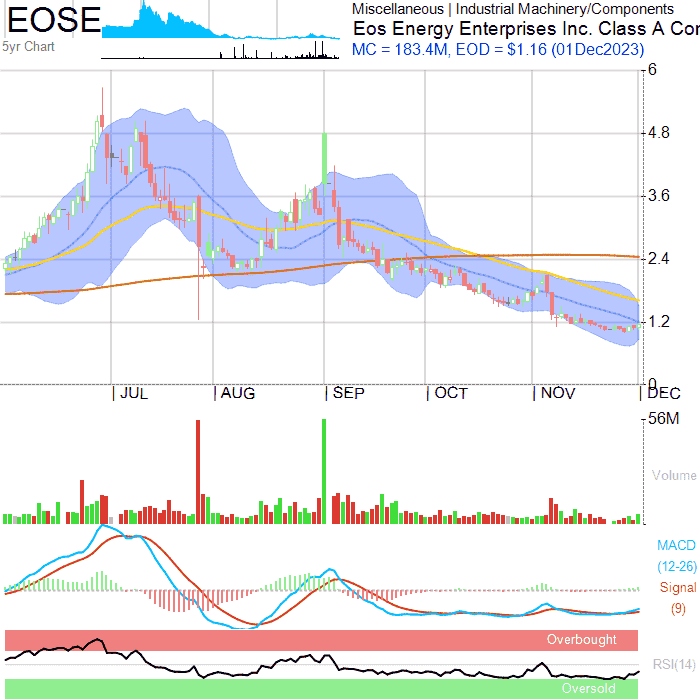 EOSE
5yr Chart
Miscellaneous | Industrial Machinery/Components
Eos Energy Enterprises Inc. Class A Cor
MC = 183.4M, EOD = $1.16 (01Dec2023)
6
4.8
3.6
2.4
1.2
0
JUL AUG SEP OCT NOV DEC
56M
Volume
MACD
(12-26)
Signal
(9)
Overbought
RSI(14)
Oversold